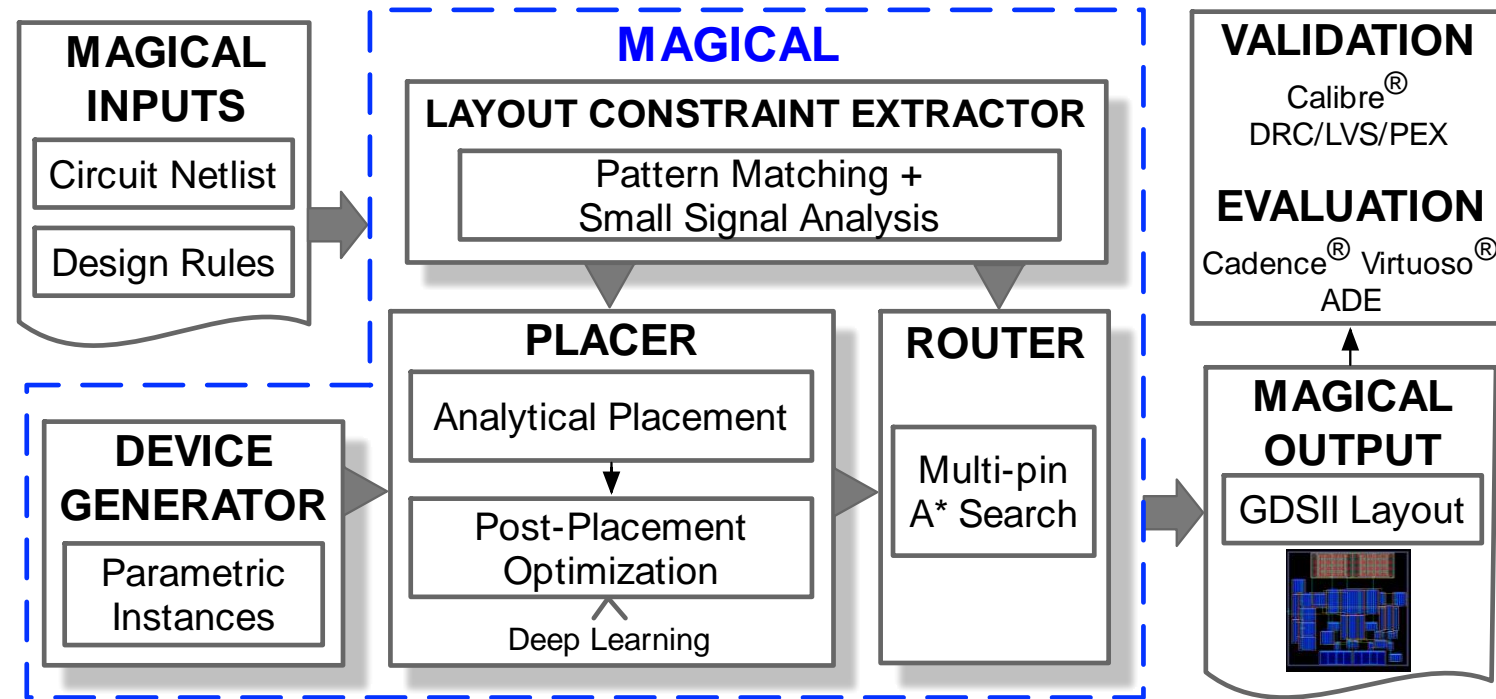 MAGICAL
INPUTS
Circuit Netlist
Design Rules
MAGICAL
LAYOUT CONSTRAINT EXTRACTOR
Pattern Matching +
Small Signal Analysis
DEVICE
GENERATOR
Parametric
Instances
PLACER
Analytical Placement
Post-Placement
Optimization
Deep Learning
ROUTER
Multi-pin
A* Search
VALIDATION
Calibre®
DRC/LVS/PEX
EVALUATION
Cadence® Virtuoso®
ADE
MAGICAL
OUTPUT
GDSII Layout